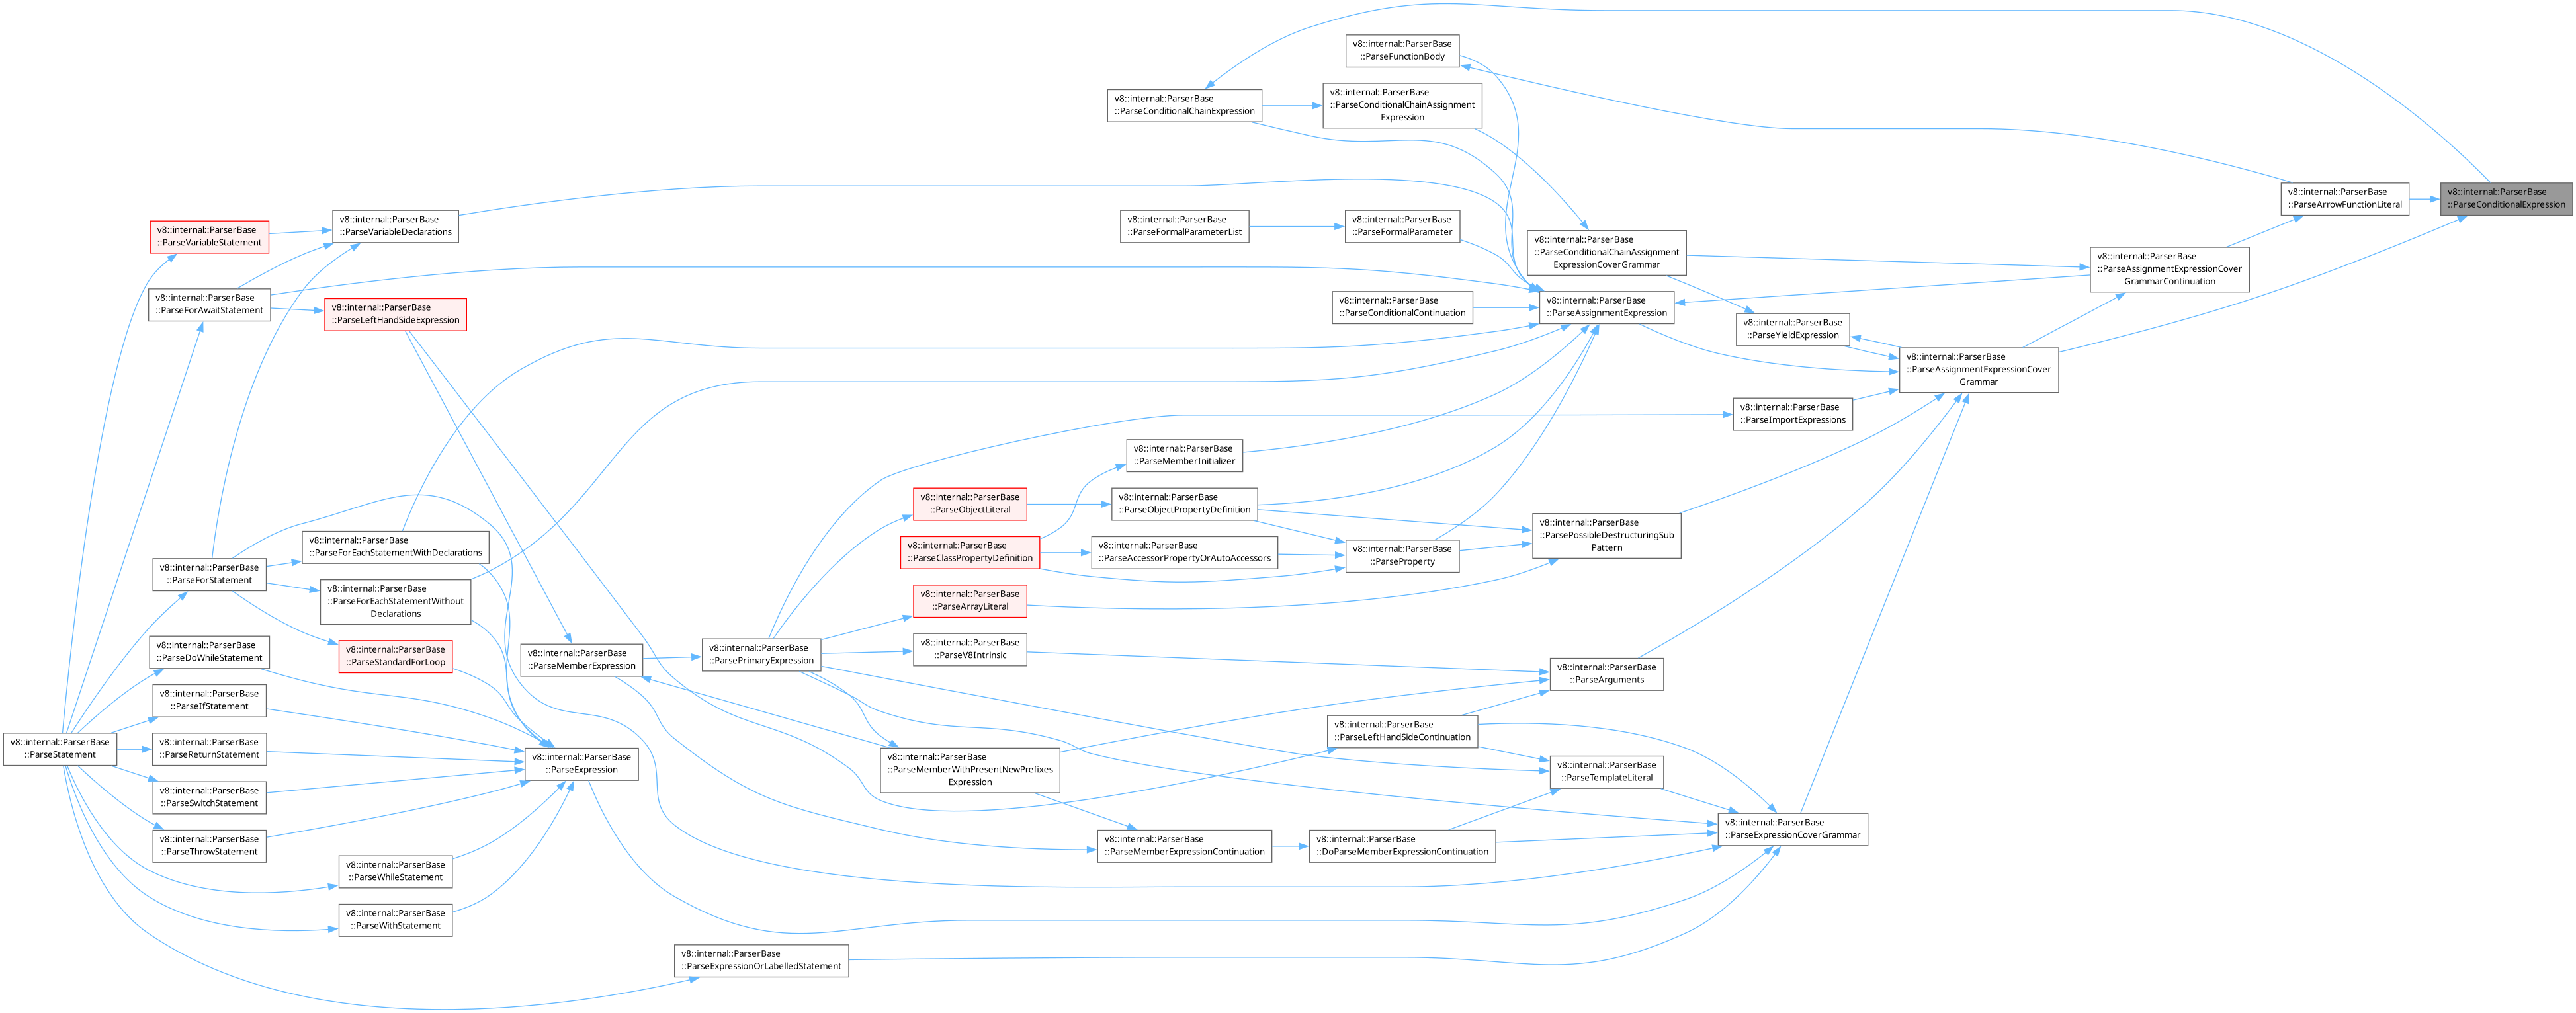 v8::internal::ParserBase
::ParseFunctionBody
v8::internal::ParserBase
::ParseConditionalChainExpression
v8::internal::ParserBase
::ParseConditionalChainAssignment
Expression
v8::internal::ParserBase
::ParseArrowFunctionLiteral
v8::internal::ParserBase
::ParseConditionalExpression
v8::internal::ParserBase
::ParseVariableStatement
v8::internal::ParserBase
::ParseVariableDeclarations
v8::internal::ParserBase
::ParseFormalParameterList
v8::internal::ParserBase
::ParseFormalParameter
v8::internal::ParserBase
::ParseConditionalChainAssignment
ExpressionCoverGrammar
v8::internal::ParserBase
::ParseAssignmentExpressionCover
GrammarContinuation
v8::internal::ParserBase
::ParseForAwaitStatement
v8::internal::ParserBase
::ParseLeftHandSideExpression
v8::internal::ParserBase
::ParseConditionalContinuation
v8::internal::ParserBase
::ParseAssignmentExpression
v8::internal::ParserBase
::ParseYieldExpression
v8::internal::ParserBase
::ParseAssignmentExpressionCover
Grammar
v8::internal::ParserBase
::ParseImportExpressions
v8::internal::ParserBase
::ParseMemberInitializer
v8::internal::ParserBase
::ParseObjectLiteral
v8::internal::ParserBase
::ParseObjectPropertyDefinition
v8::internal::ParserBase
::ParsePossibleDestructuringSub
Pattern
v8::internal::ParserBase
::ParseForEachStatementWithDeclarations
v8::internal::ParserBase
::ParseClassPropertyDefinition
v8::internal::ParserBase
::ParseAccessorPropertyOrAutoAccessors
v8::internal::ParserBase
::ParseProperty
v8::internal::ParserBase
::ParseForStatement
v8::internal::ParserBase
::ParseForEachStatementWithout
Declarations
v8::internal::ParserBase
::ParseArrayLiteral
v8::internal::ParserBase
::ParseDoWhileStatement
v8::internal::ParserBase
::ParseStandardForLoop
v8::internal::ParserBase
::ParseMemberExpression
v8::internal::ParserBase
::ParsePrimaryExpression
v8::internal::ParserBase
::ParseV8Intrinsic
v8::internal::ParserBase
::ParseArguments
v8::internal::ParserBase
::ParseIfStatement
v8::internal::ParserBase
::ParseLeftHandSideContinuation
v8::internal::ParserBase
::ParseStatement
v8::internal::ParserBase
::ParseReturnStatement
v8::internal::ParserBase
::ParseExpression
v8::internal::ParserBase
::ParseMemberWithPresentNewPrefixes
Expression
v8::internal::ParserBase
::ParseTemplateLiteral
v8::internal::ParserBase
::ParseSwitchStatement
v8::internal::ParserBase
::ParseThrowStatement
v8::internal::ParserBase
::ParseMemberExpressionContinuation
v8::internal::ParserBase
::DoParseMemberExpressionContinuation
v8::internal::ParserBase
::ParseExpressionCoverGrammar
v8::internal::ParserBase
::ParseWhileStatement
v8::internal::ParserBase
::ParseWithStatement
v8::internal::ParserBase
::ParseExpressionOrLabelledStatement